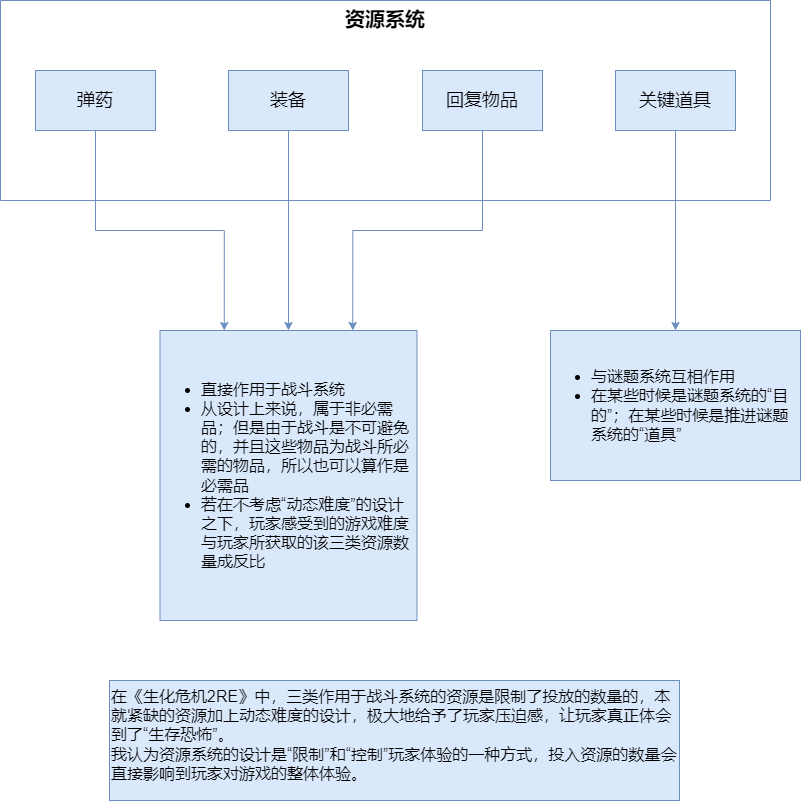 资源系统
弹药
装备
回复物品
关键道具
直接作用于战斗系统
从设计上来说，属于非必需
品；但是由于战斗是不可避免
的，并且这些物品为战斗所必
需的物品，所以也可以算作是
必需品
若在不考虑“动态难度”的设计
之下，玩家感受到的游戏难度
与玩家所获取的该三类资源数
量成反比
与谜题系统互相作用
在某些时候是谜题系统的“目
的”；在某些时候是推进谜题
系统的“道具”
在《生化危机2RE》中，三类作用于战斗系统的资源是限制了投放的数量的，本
就紧缺的资源加上动态难度的设计，极大地给予了玩家压迫感，让玩家真正体会
到了“生存恐怖”。
我认为资源系统的设计是“限制”和“控制”玩家体验的一种方式，投入资源的数量会
直接影响到玩家对游戏的整体体验。